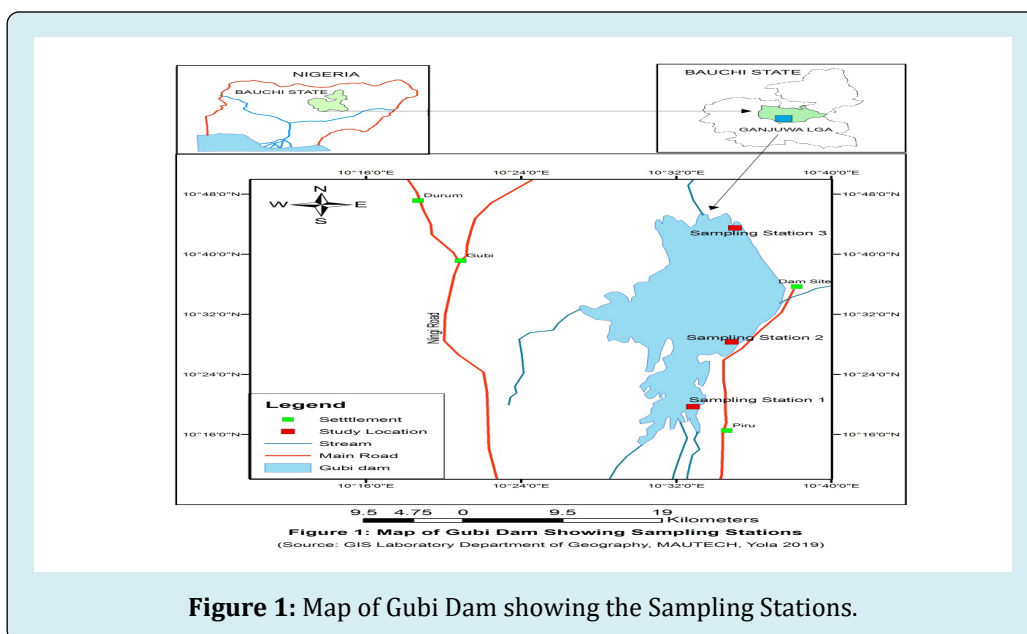 NIGERIA
BAUCHI STATE
BAUCHI STATE
GANJUWA LGA
10°16'0"E
10°24'0"E
10°32'0"E
10°40'0"E
10°48'0"N
10°48'0"N
N
W E
S
Durum
Sampling Station 3
10°40'0"N
Gubi
10°40'0"N
Dam Site
10°32'0"N
Ningi Road
10°32'0"N
Sampling Station 2
10°24'0"N
10°24'0"N
Legend
Setttlement
Study Location
Stream
Main Road
Gubi dam
Sampling Station 1
10°16'0"N
Piru
10°16'0"N
10°16'0"E
10°24'0"E
10°32'0"E
10°40'0"E
9.5 4.75 0 9.5 19
Kilometers
Figure 1: Map of Gubi Dam Showing Sampling Stations
(Source: GIS Laboratory Department of Geography, MAUTECH, Yola 2019)
Figure 1: Map of Gubi Dam showing the Sampling Stations.